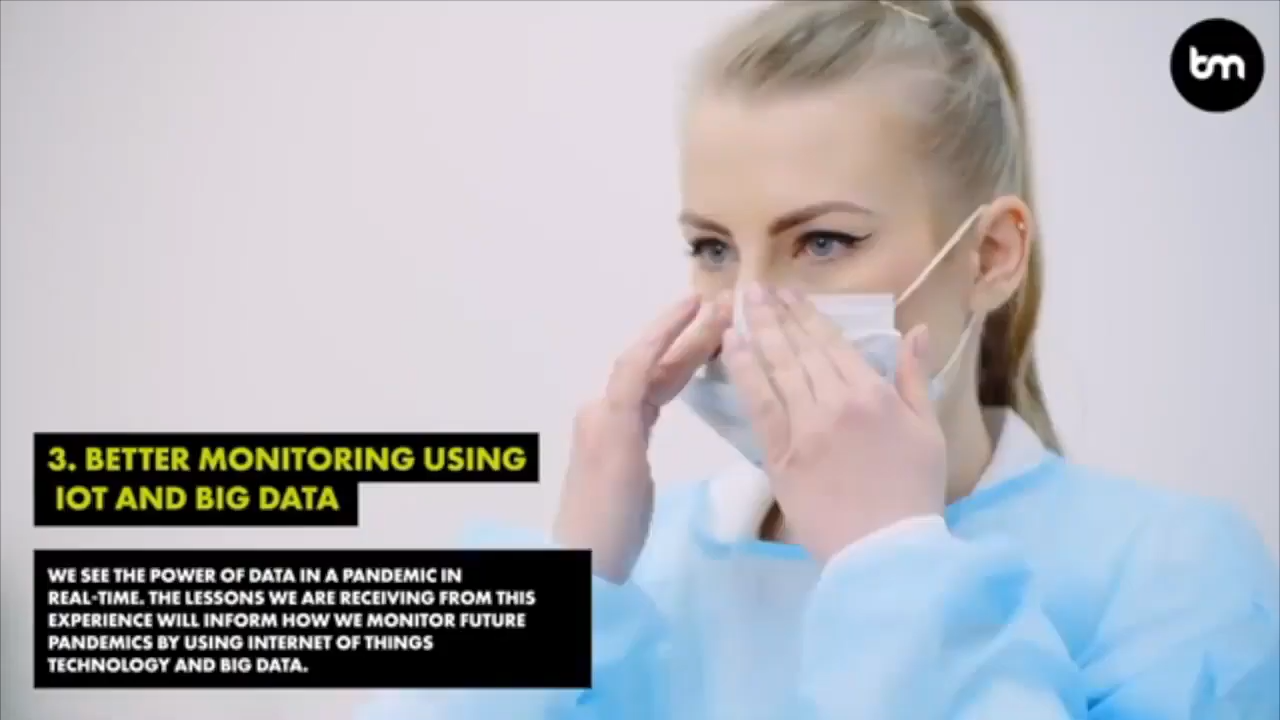 bm
3. BETTER MONITORING USING
IOT AND BIG DATA
WE SEE THE POWER OF DATA IN A PANDEMIC IN
REAL-TIME. THE LESSONS WE ARE RECEIVING FROM THIS
EXPERIENCE WILL INFORM HOW WE MONITOR FUTURE
PANDEMICS BY USING INTERNET OF THINGS
TECHNOLOGY AND BIG DATA.